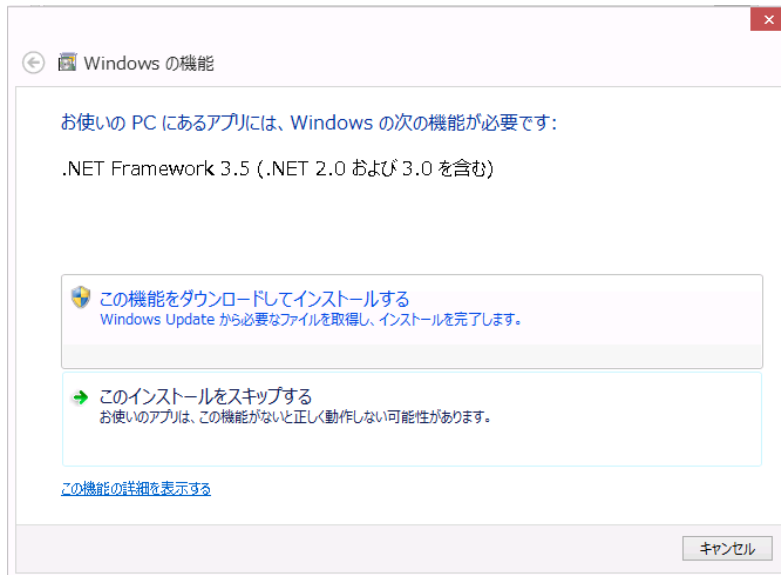 Windows の機能
お使いの PC にあるアプリには、Windows の次の機能が必要です:
.NET Framework 3.5 (.NET 2.0 および 3.0 を含む)
この機能をダウンロードしてインストールする
Windows Update から必要なファイルを取得し、インストールを完了します。
このインストールをスキップする
お使いのアプリは、この機能がないと正しく動作しない可能性があります。
この機能の詳細を表示する
キャンセル